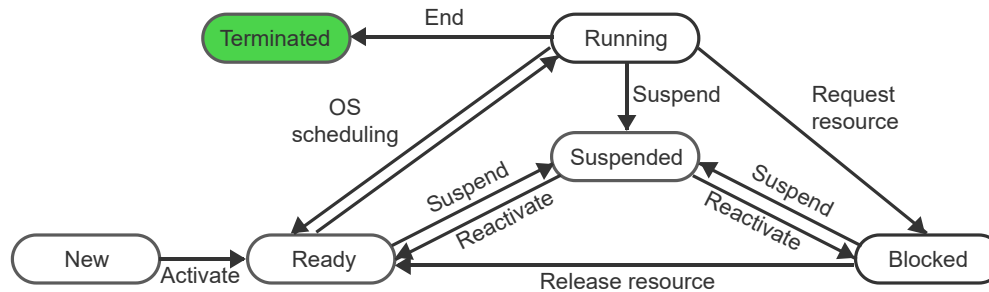 End
Terminated
Running
OS
scheduling
Suspend
Request
resource
Suspended
Suspend
Reactivate
Suspend
Reactivate
New
Activate
Ready
Release resource
Blocked